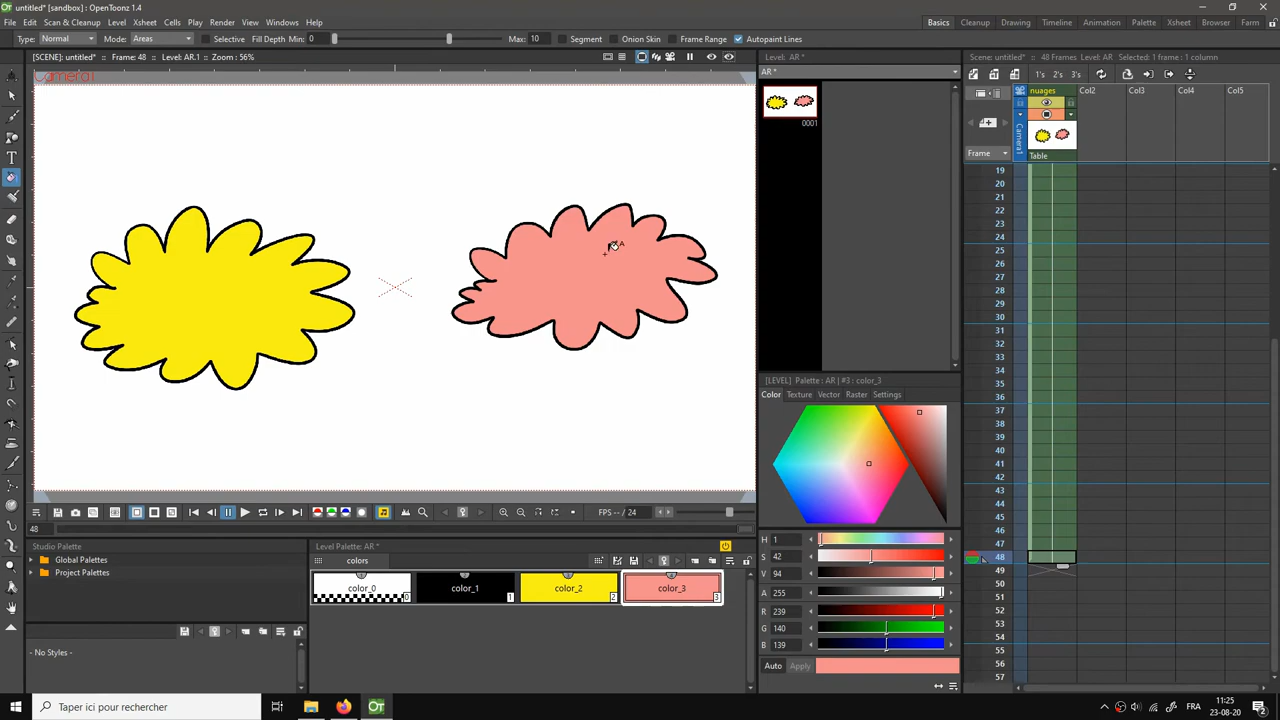 untitled* [sandbox] : OpenToonz 1.4
File Edit Scan & Cleanup Level Xsheet Cells Play Render View Windows Help
Basics Cleanup Drawing Timeline Animation Palette Xsheet Browser Farm
Type: Normal Mode: Areas Selective Fill Depth Min: 0 Max: 10 Segment Onion Skin Frame Range Autopaint Lines
[SCENE]: untitled* :: Frame: 48 :: Level: AR.1 :: Zoom: 56%
Level: AR *
[SCENE]: untitled* :: 48 Frames Level: AR Selected: 1 frame : 1 column
Camera1
AR *
1's 2's 3's
nuages Col2 Col3 Col4 Col5
0001
Camera1
Frame
Table
19
20
21
22
23
24
25
26
27
28
29
30
31
32
33
34
35
36
37
38
39
40
41
42
43
44
45
46
47
48
49
50
51
52
53
54
55
56
57
A
[LEVEL] Palette : AR | #3 : color_3
Color Texture Vector Raster Settings
FPS -- / 24
48
H 1
S 42
V 94
A 255
R 239
G 140
B 139
Auto Apply
Studio Palette
Global Palettes
Project Palettes
- No Styles -
Level Palette: AR *
colors
color_0 0
color_1 1
color_2 2
color_3 3
Taper ici pour rechercher
OT
FRA
11:25
23-08-20
2